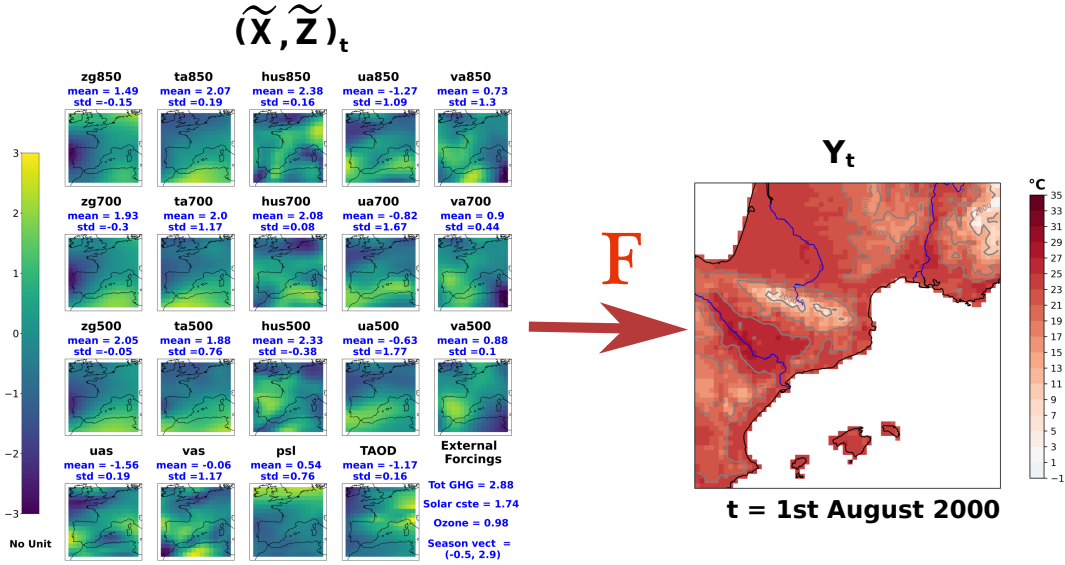 (X̃, Z̃)t
zg850
mean = 1.49
std =-0.15
ta850
mean = 2.07
std =0.19
hus850
mean = 2.38
std =0.16
ua850
mean = -1.27
std =1.09
va850
mean = 0.73
std =1.3
zg700
mean = 1.93
std =-0.3
ta700
mean = 2.0
std =1.17
hus700
mean = 2.08
std =0.08
ua700
mean = -0.82
std =1.67
va700
mean = 0.9
std =0.44
zg500
mean = 2.05
std =-0.05
ta500
mean = 1.88
std =0.76
hus500
mean = 2.33
std =-0.38
ua500
mean = -0.63
std =1.77
va500
mean = 0.88
std =0.1
uas
mean = -1.56
std =0.19
vas
mean = -0.06
std =1.17
psl
mean = 0.54
std =0.76
TAOD
mean = -1.17
std =0.16
External
Forcings
Tot GHG = 2.88
Solar cste = 1.74
Ozone = 0.98
Season vect =
(-0.5, 2.9)
3
2
1
0
−1
−2
−3
No Unit
F
Yt
°C
35
33
31
29
27
25
23
21
19
17
15
13
11
9
7
5
3
1
−1
t = 1st August 2000